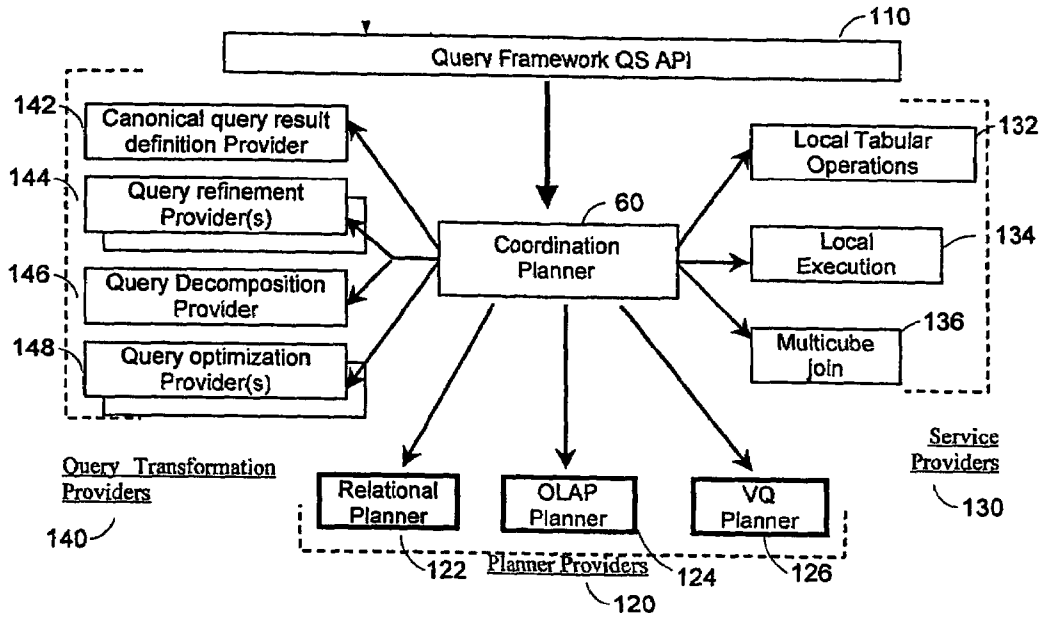 110
Query Framework QS API
142
Canonical query result
definition Provider
144
Query refinement
Provider(s)
146
Query Decomposition
Provider
148
Query optimization
Provider(s)
60
Coordination
Planner
Local Tabular
Operations
132
Local
Execution
134
Multicube
join
136
Query Transformation
Providers
140
Service
Providers
130
Relational
Planner
122
OLAP
Planner
124
VQ
Planner
126
Planner Providers
120